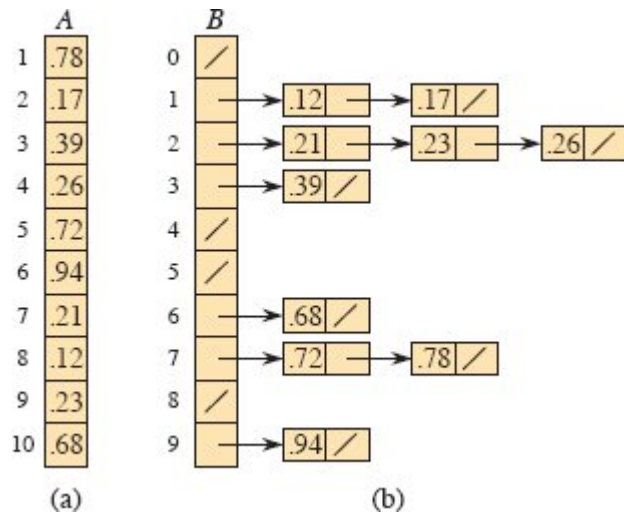 A B
1 .78 0 /
2 .17 1 .12 .17 /
3 .39 2 .21 .23 .26 /
4 .26 3 .39 /
5 .72 4 /
6 .94 5 /
7 .21 6 .68 /
8 .12 7 .72 .78 /
9 .23 8 /
10 .68 9 .94 /
(a) (b)